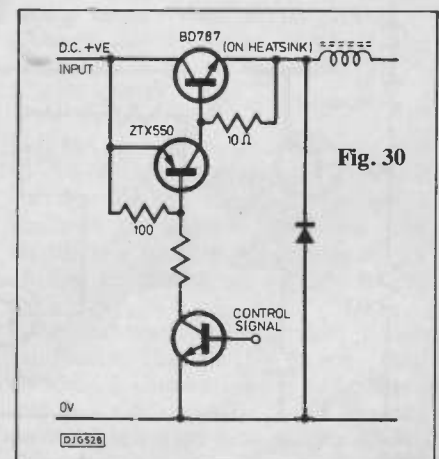 BD787
(ON HEATSINK)
D.C. +VE
INPUT
ZTX550
10Ω
Fig. 30
100
CONTROL
SIGNAL
0V
DJG528